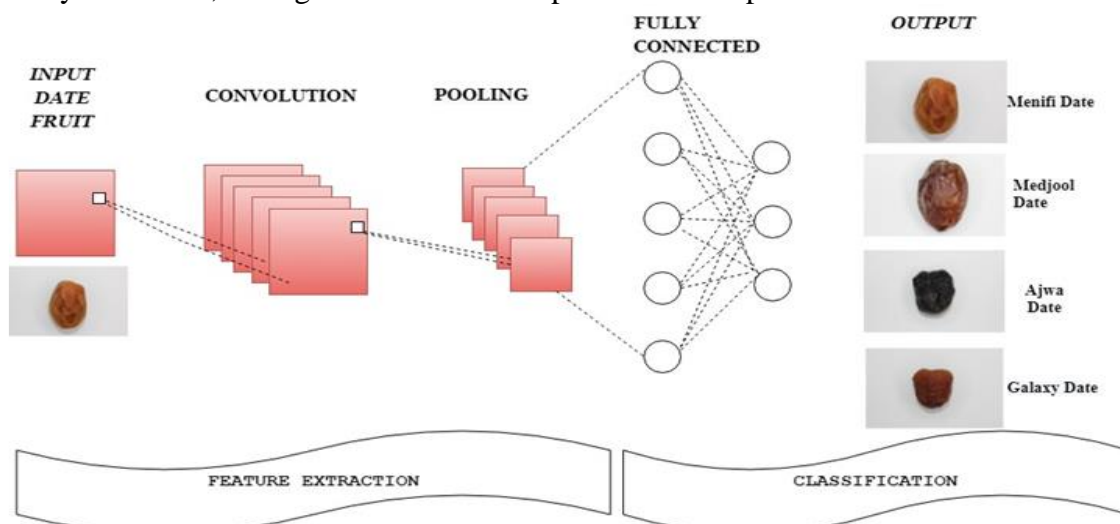 FULLY
CONNECTED
OUTPUT
INPUT
DATE
FRUIT
CONVOLUTION
POOLING
Menifi Date
Medjool
Date
Ajwa
Date
Galaxy Date
FEATURE EXTRACTION
CLASSIFICATION